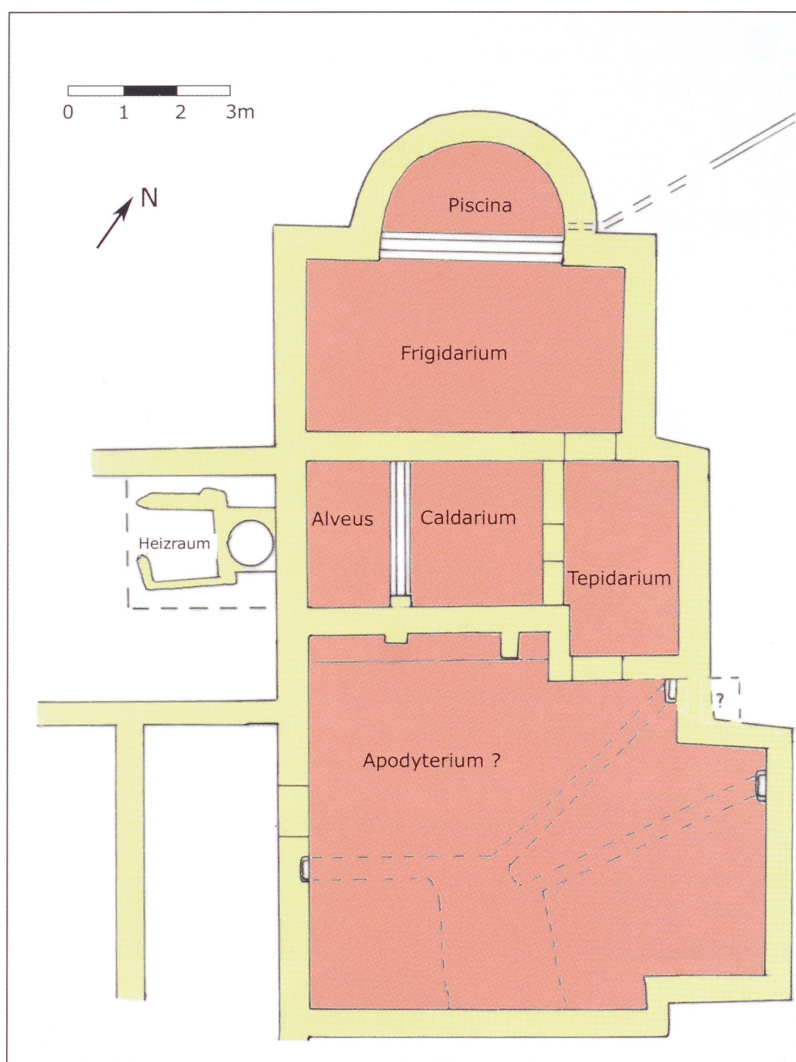 0 1 2 3m
N
Piscina
Frigidarium
Alveus
Caldarium
Heizraum
Tepidarium
?
Apodyterium ?